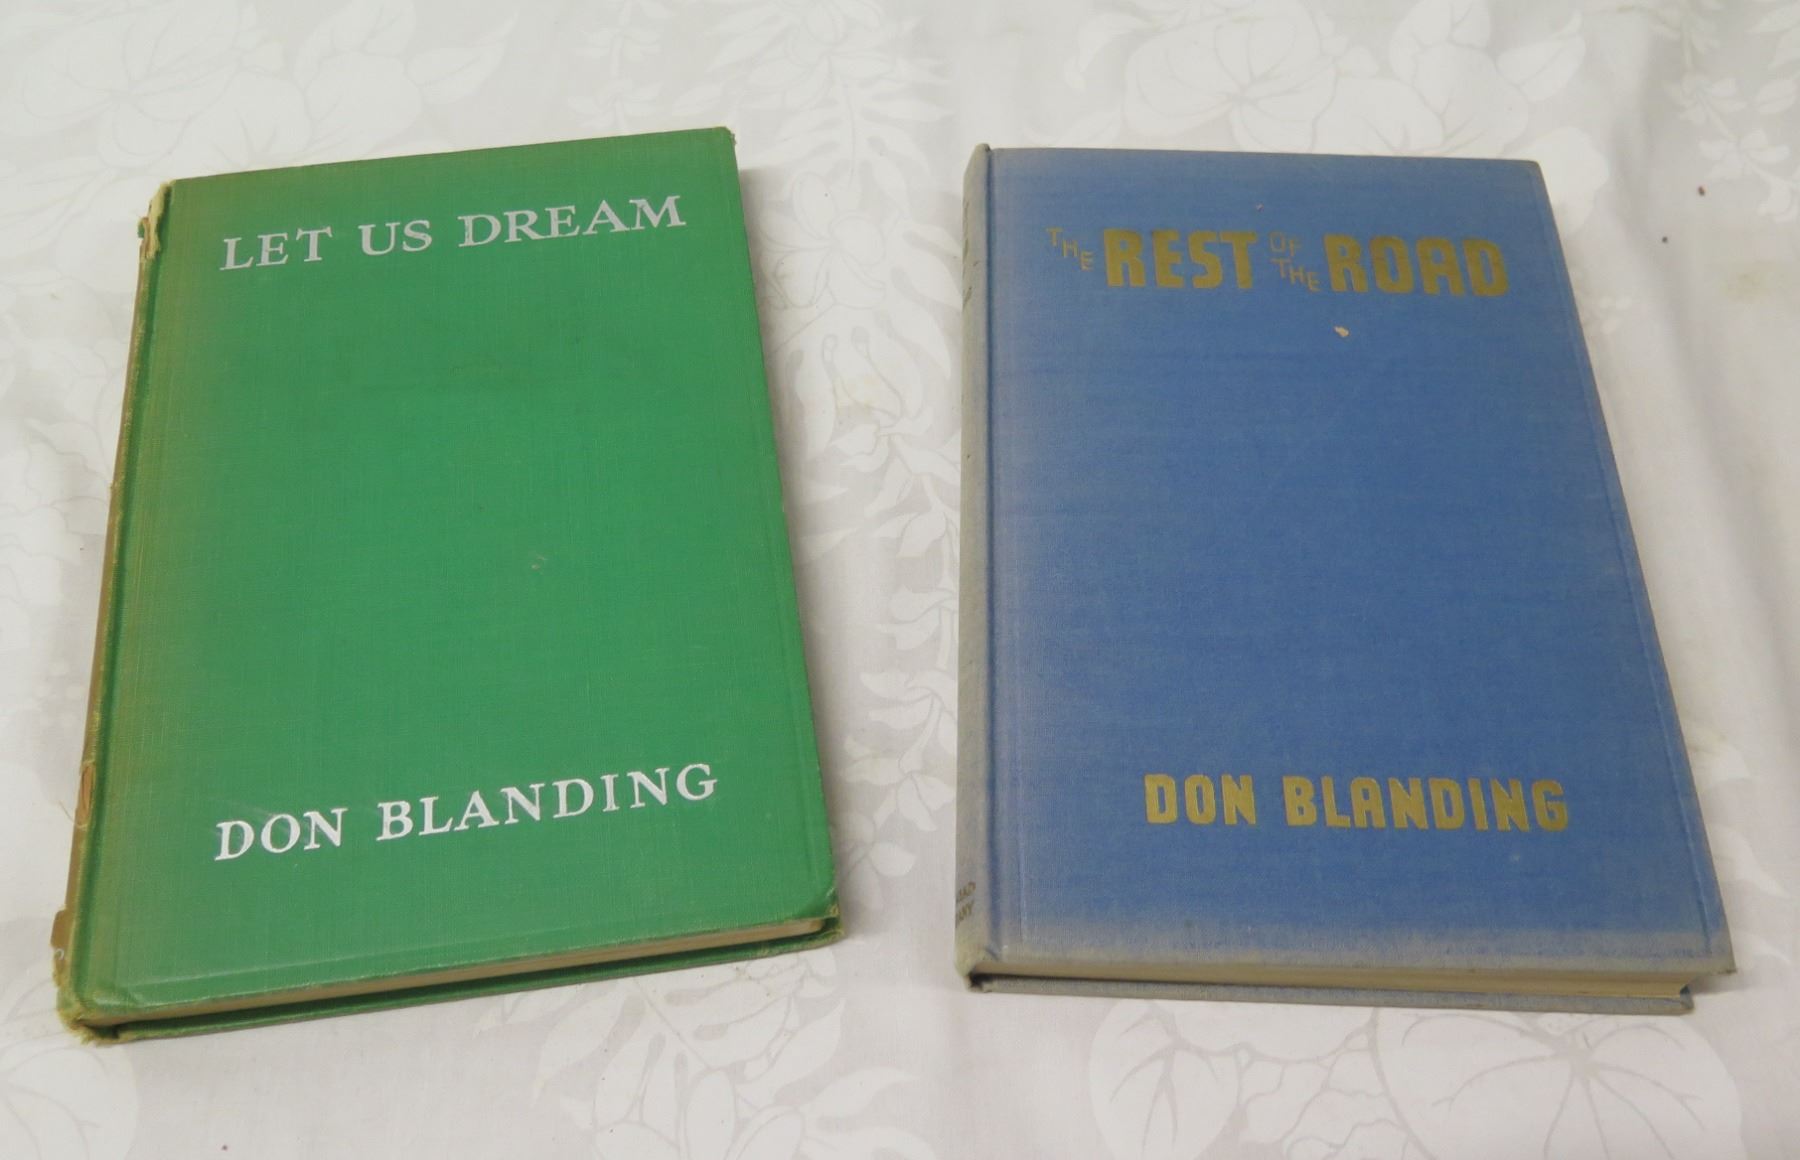 LET US DREAM
DON BLANDING
THE REST OF THE ROAD
DON BLANDING